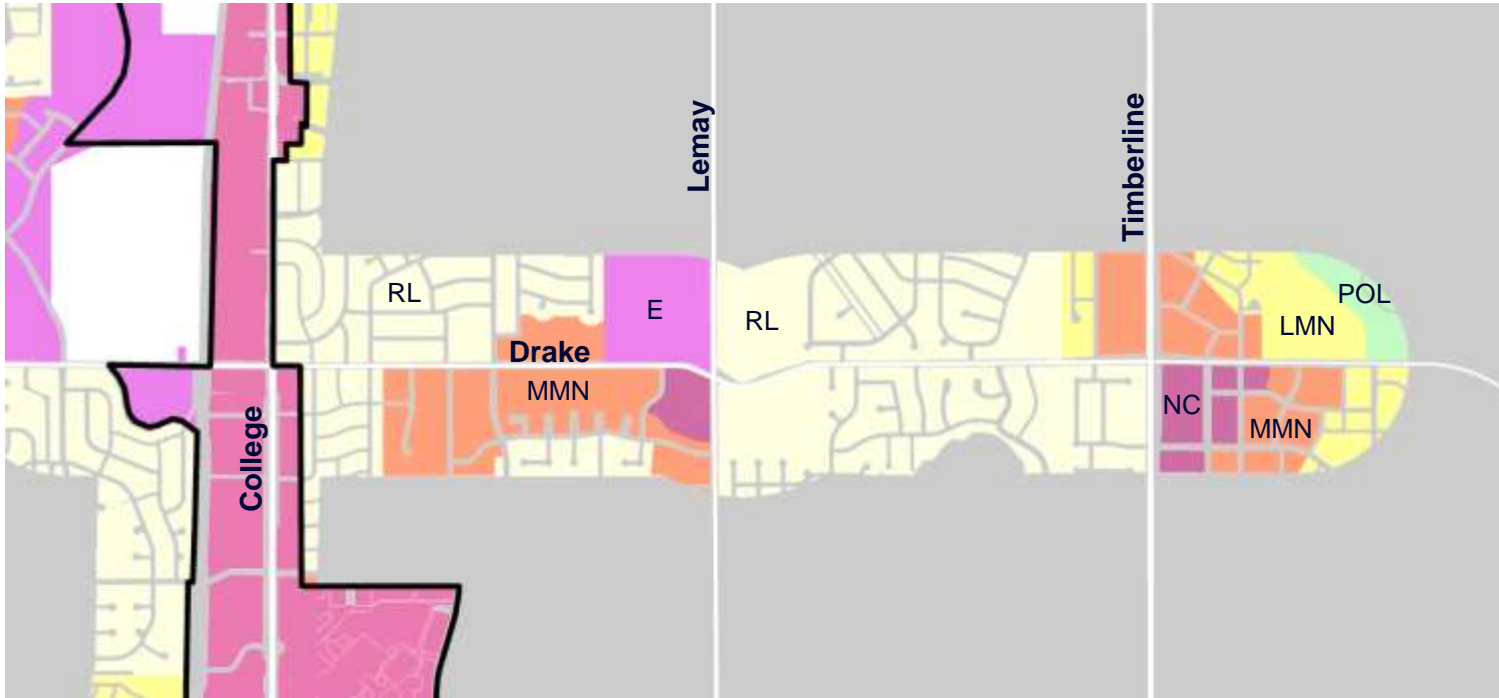 Lemay
Timberline
RL
E
RL
POL
LMN
Drake
MMN
NC
MMN
College